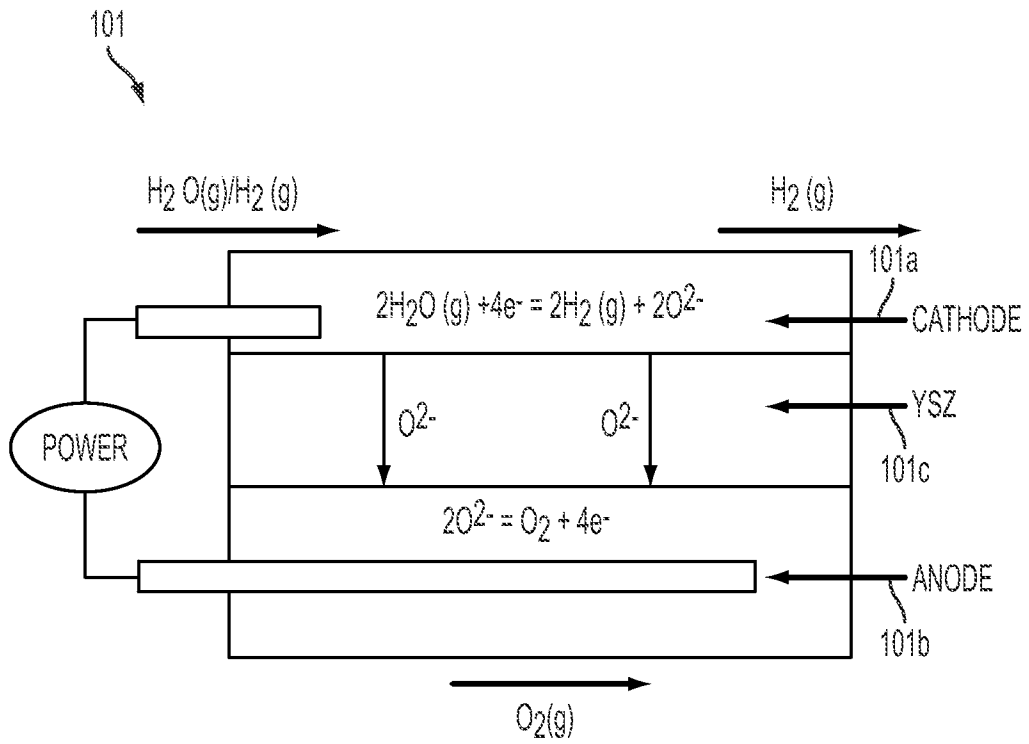 101
H₂ O(g)/H₂ (g)
H₂ (g)
101a
2H₂O (g) +4e⁻ = 2H₂ (g) + 2O²⁻
CATHODE
O²⁻
O²⁻
YSZ
POWER
101c
2O²⁻ = O₂ + 4e⁻
ANODE
101b
O₂(g)